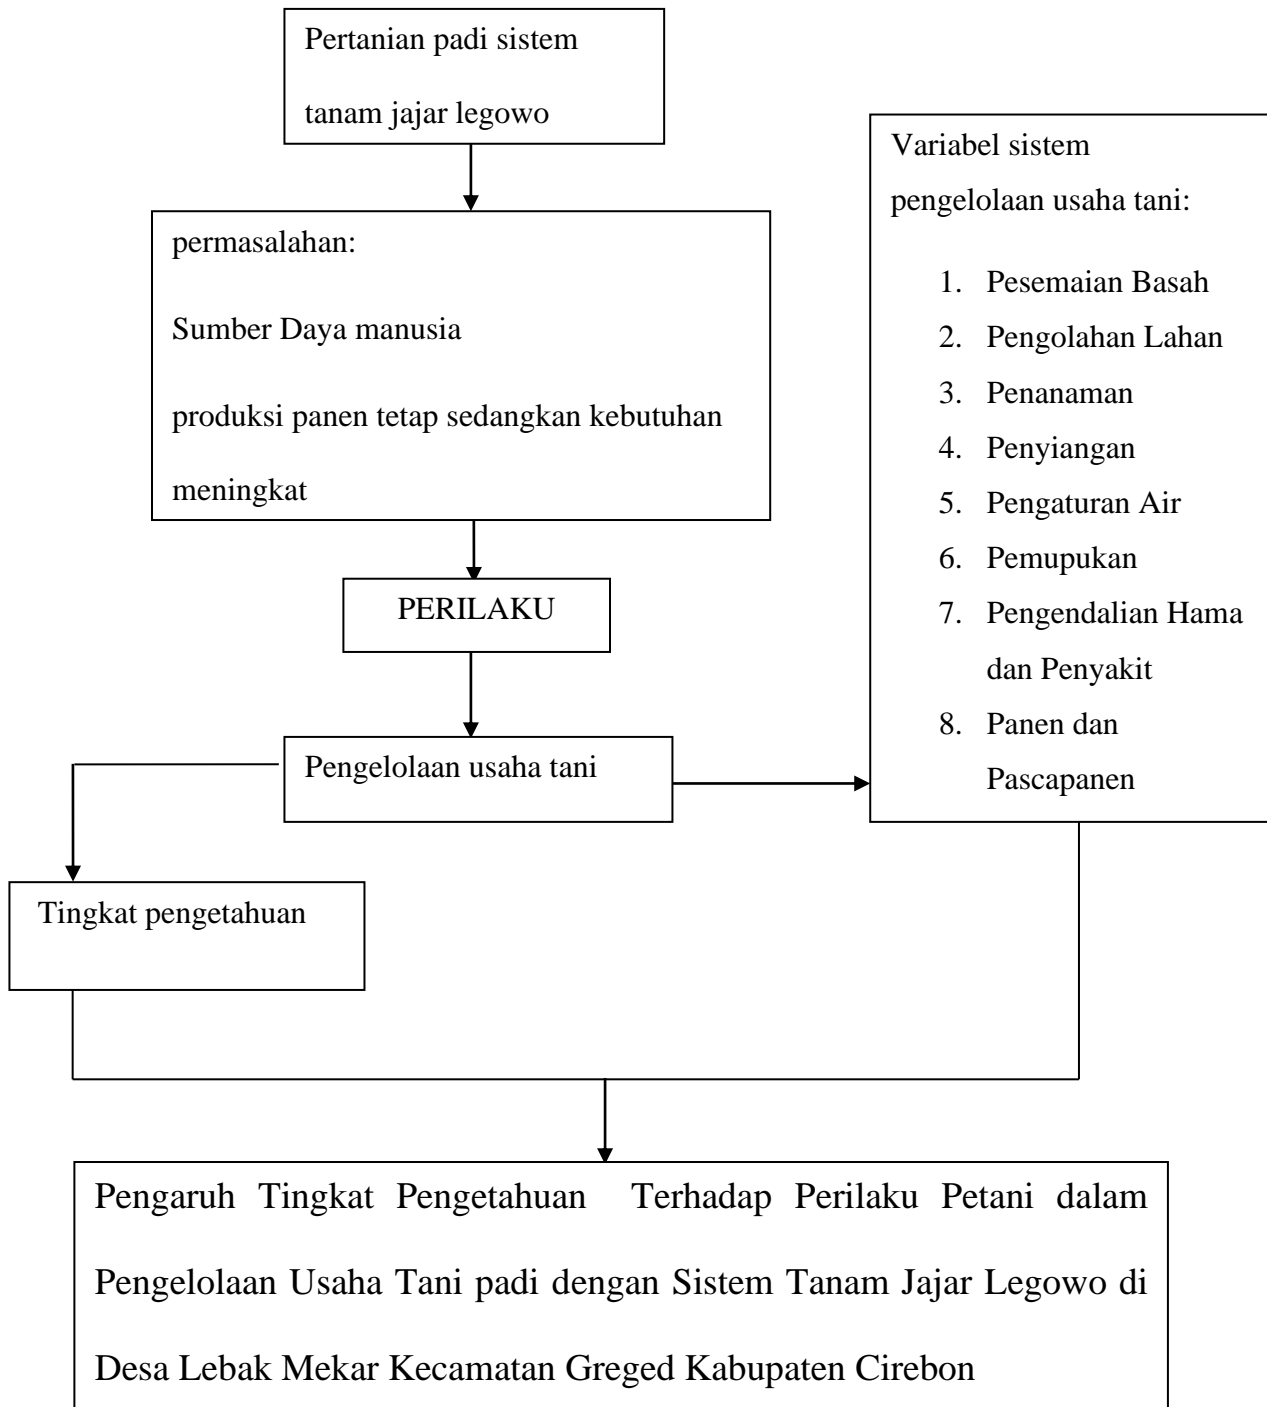 Pertanian padi sistem
tanam jajar legowo
permasalahan:
Sumber Daya manusia
produksi panen tetap sedangkan kebutuhan
meningkat
PERILAKU
Pengelolaan usaha tani
Variabel sistem
pengelolaan usaha tani:
1. Pesemaian Basah
2. Pengolahan Lahan
3. Penanaman
4. Penyiangan
5. Pengaturan Air
6. Pemupukan
7. Pengendalian Hama
dan Penyakit
8. Panen dan
Pascapanen
Tingkat pengetahuan
Pengaruh Tingkat Pengetahuan Terhadap Perilaku Petani dalam
Pengelolaan Usaha Tani padi dengan Sistem Tanam Jajar Legowo di
Desa Lebak Mekar Kecamatan Greged Kabupaten Cirebon